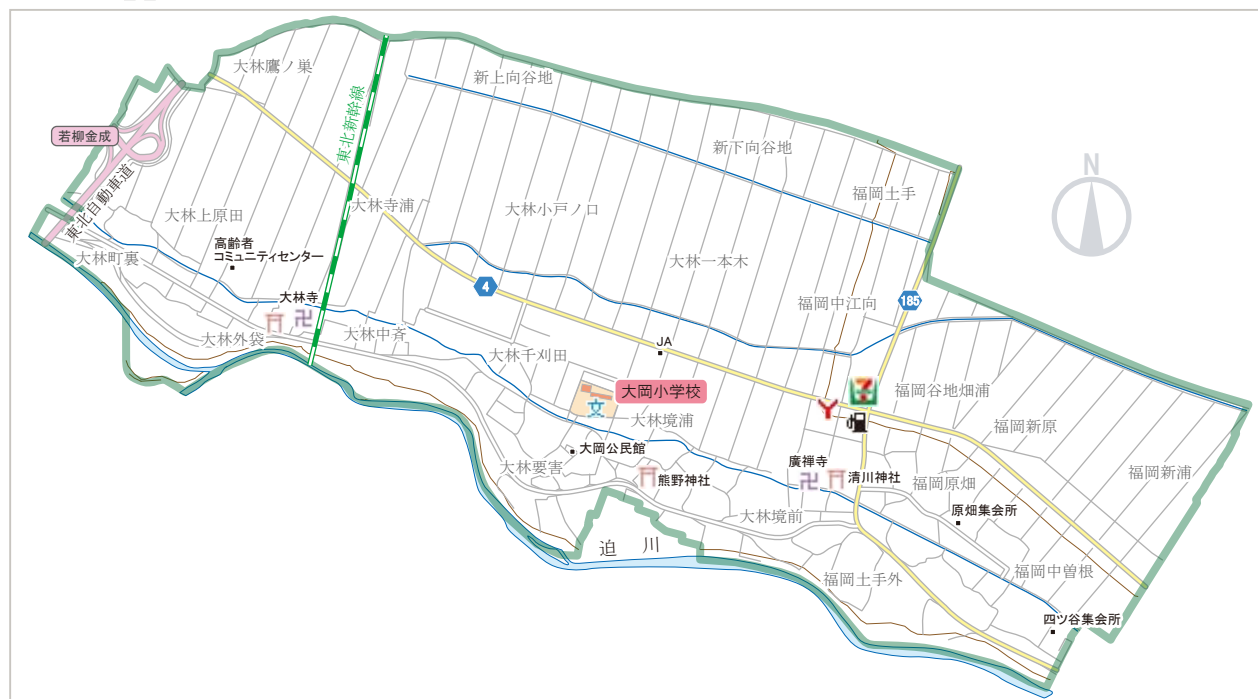 大林鷹ノ巣
新上向谷地
若柳金成
東北新幹線
新下向谷地
N
福岡土手
東北自動車道
大林上原田
大林寺浦
大林小戸ノ口
高齢者
コミュニティセンター
大林町裏
大林一本木
4
185
福岡中江向
大林寺
大林外袋
大林中斉
JA
大林千刈田
大岡小学校
文
7
福岡谷地畑浦
大林境浦
福岡新原
大岡公民館
大林要害
熊野神社
廣禅寺
清川神社
福岡原畑
福岡新浦
大林境前
原畑集会所
迫川
福岡土手外
福岡中曽根
四ツ谷集会所